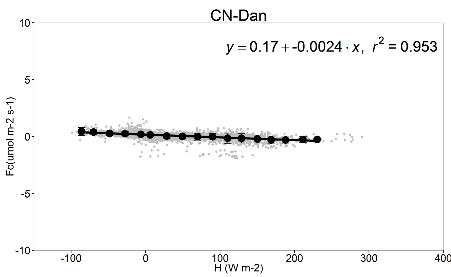 CN-Dan
y = 0.17 + -0.0024 · x, r² = 0.953
10
5
0
-5
-10
Fc(umol m-2 s-1)
-100 0 100 200 300 400
H (W m-2)